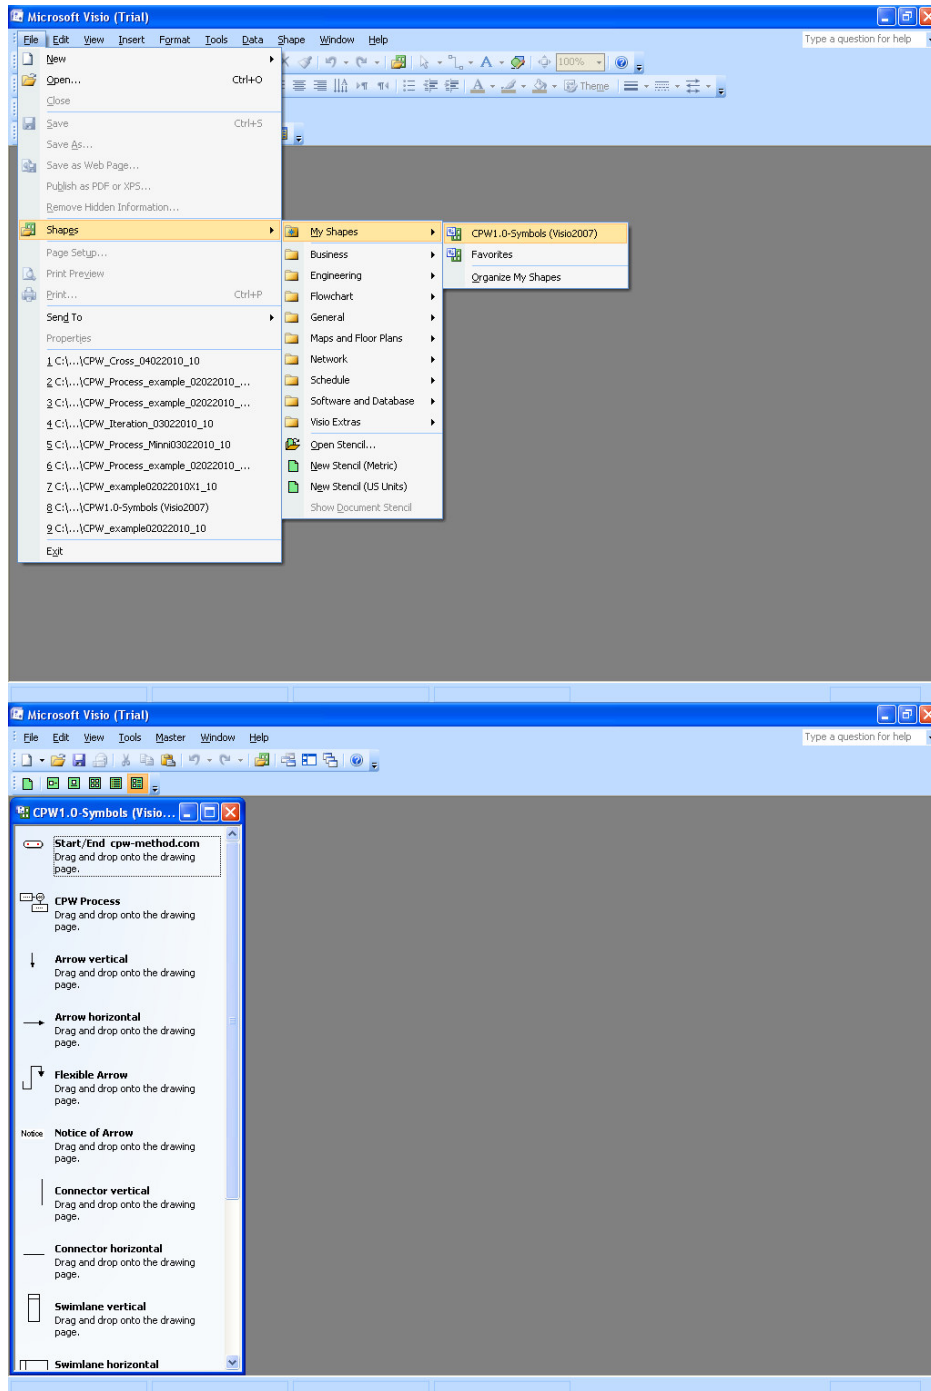 Microsoft Visio (Trial)
File Edit View Insert Format Tools Data Shape Window Help Type a question for help
New
Open... Ctrl+O
Close
Save Ctrl+S
Save As...
Save as Web Page...
Publish as PDF or XPS...
Remove Hidden Information...
Shapes
Page Setup...
Print Preview
Print... Ctrl+P
Send To
Properties
1 C:\...\CPW_Cross_04022010_10
2 C:\...\CPW_Process_example_02022010_...
3 C:\...\CPW_Process_example_02022010_...
4 C:\...\CPW_Iteration_03022010_10
5 C:\...\CPW_Process_Minni03022010_10
6 C:\...\CPW_Process_example_02022010_...
7 C:\...\CPW_example02022010X1_10
8 C:\...\CPW1.0-Symbols (Visio2007)
9 C:\...\CPW_example02022010_10
Exit
100%
Theme
My Shapes
Business
Engineering
Flowchart
General
Maps and Floor Plans
Network
Schedule
Software and Database
Visio Extras
Open Stencil...
New Stencil (Metric)
New Stencil (US Units)
Show Document Stencil
CPW1.0-Symbols (Visio2007)
Favorites
Organize My Shapes
Microsoft Visio (Trial)
File Edit View Tools Master Window Help Type a question for help
CPW1.0-Symbols (Visio...
Start/End cpw-method.com
Drag and drop onto the drawing
page.
CPW Process
Drag and drop onto the drawing
page.
Arrow vertical
Drag and drop onto the drawing
page.
Arrow horizontal
Drag and drop onto the drawing
page.
Flexible Arrow
Drag and drop onto the drawing
page.
Notice Notice of Arrow
Drag and drop onto the drawing
page.
Connector vertical
Drag and drop onto the drawing
page.
Connector horizontal
Drag and drop onto the drawing
page.
Swimlane vertical
Drag and drop onto the drawing
page.
Swimlane horizontal